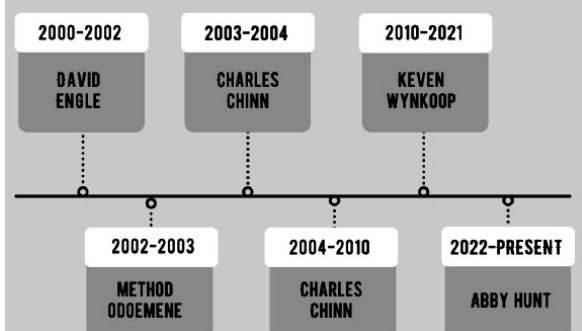 2000-2002
DAVID
ENGLE
2002-2003
METHOD
ODOEMENE
2003-2004
CHARLES
CHINN
2004-2010
CHARLES
CHINN
2010-2021
KEVEN
WYNKOOP
2022-PRESENT
ABBY HUNT